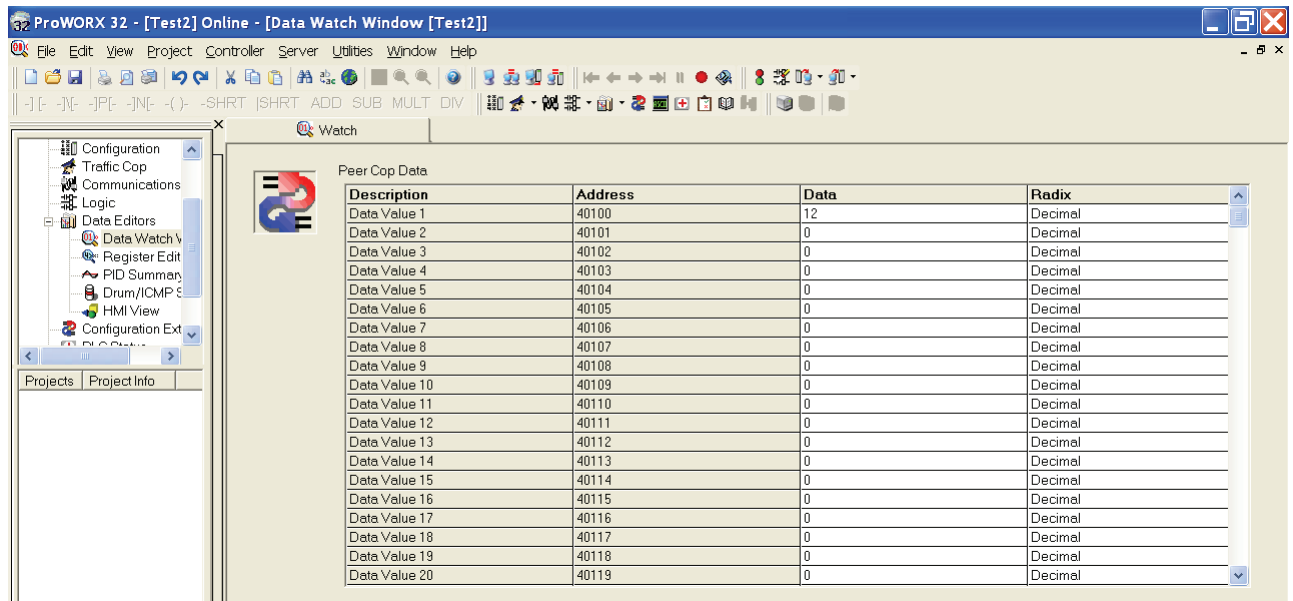 32 ProWORX 32 - [Test2] Online - [Data Watch Window [Test2]]
File Edit View Project Controller Server Utilities Window Help
-] [- -]\[- -]P[- -]N[- -( )- -SHRT |SHRT ADD SUB MULT DIV
Watch
Configuration
Traffic Cop
Communications
Logic
Data Editors
Data Watch
Register Edit
PID Summary
Drum/ICMP
HMI View
Configuration Ext
Projects Project Info
Peer Cop Data
Description Address Data Radix
Data Value 1 40100 12 Decimal
Data Value 2 40101 0 Decimal
Data Value 3 40102 0 Decimal
Data Value 4 40103 0 Decimal
Data Value 5 40104 0 Decimal
Data Value 6 40105 0 Decimal
Data Value 7 40106 0 Decimal
Data Value 8 40107 0 Decimal
Data Value 9 40108 0 Decimal
Data Value 10 40109 0 Decimal
Data Value 11 40110 0 Decimal
Data Value 12 40111 0 Decimal
Data Value 13 40112 0 Decimal
Data Value 14 40113 0 Decimal
Data Value 15 40114 0 Decimal
Data Value 16 40115 0 Decimal
Data Value 17 40116 0 Decimal
Data Value 18 40117 0 Decimal
Data Value 19 40118 0 Decimal
Data Value 20 40119 0 Decimal